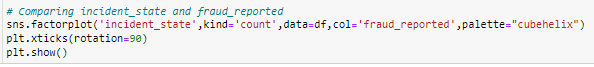 # Comparing incident_state and fraud_reported
sns.factorplot('incident_state',kind='count',data=df,col='fraud_reported',palette="cubehelix")
plt.xticks(rotation=90)
plt.show()